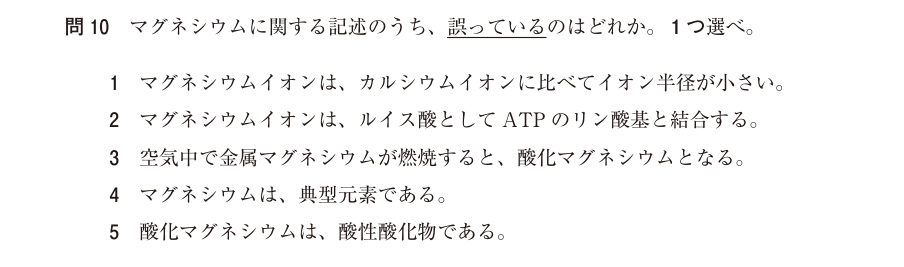 問10　マグネシウムに関する記述のうち、誤っているのはどれか。1つ選べ。
1　マグネシウムイオンは、カルシウムイオンに比べてイオン半径が小さい。
2　マグネシウムイオンは、ルイス酸としてATPのリン酸基と結合する。
3　空気中で金属マグネシウムが燃焼すると、酸化マグネシウムとなる。
4　マグネシウムは、典型元素である。
5　酸化マグネシウムは、酸性酸化物である。